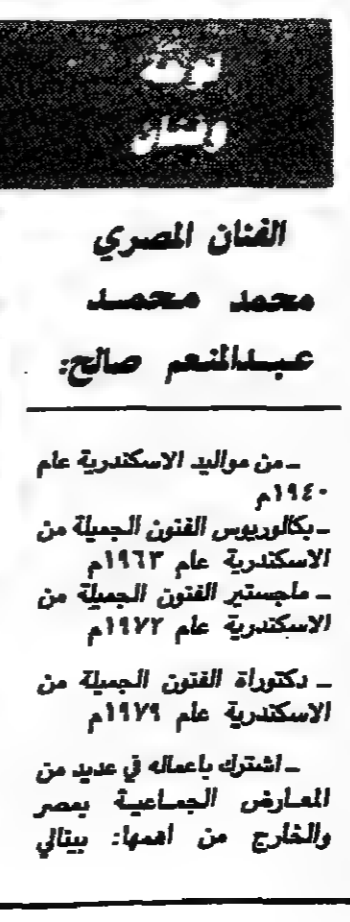 لوحة
وفنان
الفنان المصري
محمد محمد
عبدالمنعم صالح:
ـ من مواليد الاسكندرية عام
١٩٤٠م
ـ بكالوريوس الفنون الجميلة من
الاسكندرية عام ١٩٦٣م
ـ ماجستير الفنون الجميلة من
الاسكندرية عام ١٩٧٢م
ـ دكتوراة الفنون الجميلة من
الاسكندرية عام ١٩٧٩م
ـ اشترك باعماله في عديد من
المعارض الجماعية بمصر
والخارج من اهمها: بينالي